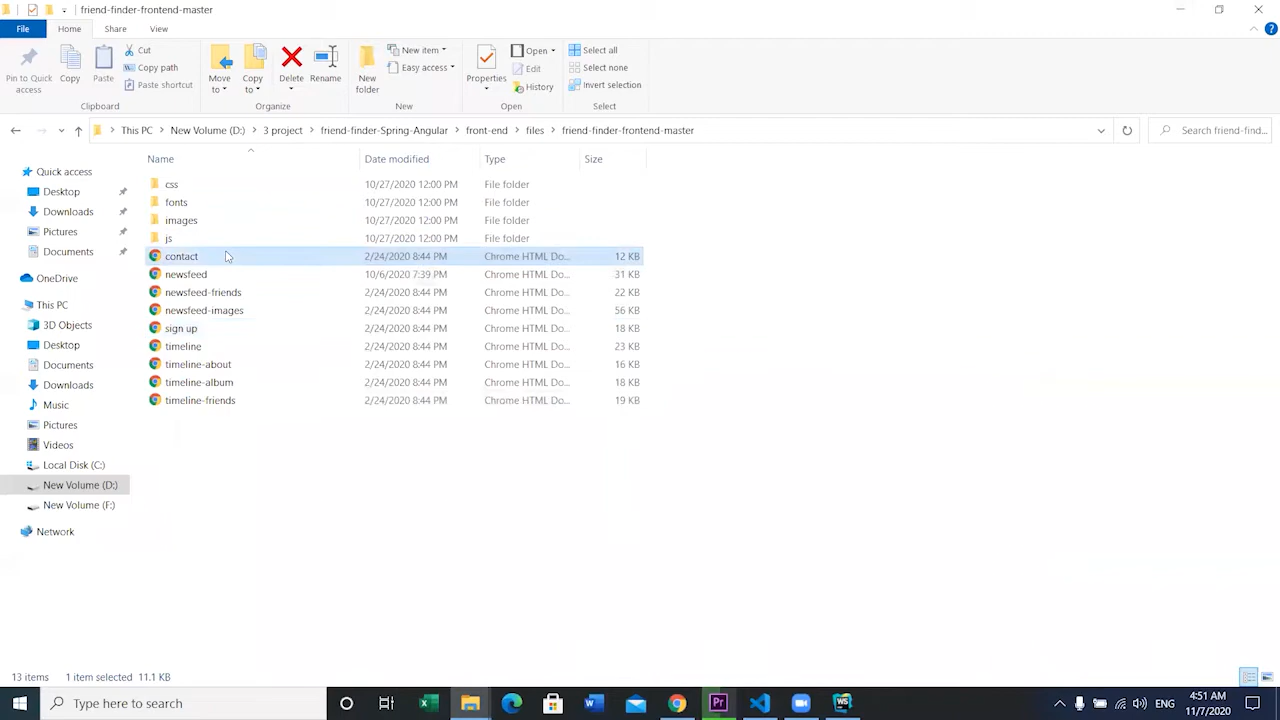 friend-finder-frontend-master
File Home Share View
Pin to Quick access
Copy
Paste
Cut
Copy path
Paste shortcut
Clipboard
Move to
Copy to
Delete
Rename
Organize
New folder
New item
Easy access
New
Properties
Open
Edit
History
Open
Select all
Select none
Invert selection
Select
This PC > New Volume (D:) > 3 project > friend-finder-Spring-Angular > front-end > files > friend-finder-frontend-master
Search friend-find...
Name Date modified Type Size
css 10/27/2020 12:00 PM File folder
fonts 10/27/2020 12:00 PM File folder
images 10/27/2020 12:00 PM File folder
js 10/27/2020 12:00 PM File folder
contact 2/24/2020 8:44 PM Chrome HTML Do... 12 KB
newsfeed 10/6/2020 7:39 PM Chrome HTML Do... 31 KB
newsfeed-friends 2/24/2020 8:44 PM Chrome HTML Do... 22 KB
newsfeed-images 2/24/2020 8:44 PM Chrome HTML Do... 56 KB
sign up 2/24/2020 8:44 PM Chrome HTML Do... 18 KB
timeline 2/24/2020 8:44 PM Chrome HTML Do... 23 KB
timeline-about 2/24/2020 8:44 PM Chrome HTML Do... 16 KB
timeline-album 2/24/2020 8:44 PM Chrome HTML Do... 18 KB
timeline-friends 2/24/2020 8:44 PM Chrome HTML Do... 19 KB
Quick access
Desktop
Downloads
Pictures
Documents
OneDrive
This PC
3D Objects
Desktop
Documents
Downloads
Music
Pictures
Videos
Local Disk (C:)
New Volume (D:)
New Volume (F:)
Network
13 items 1 item selected 11.1 KB
Type here to search
Pr
WS
ENG
4:51 AM
11/7/2020